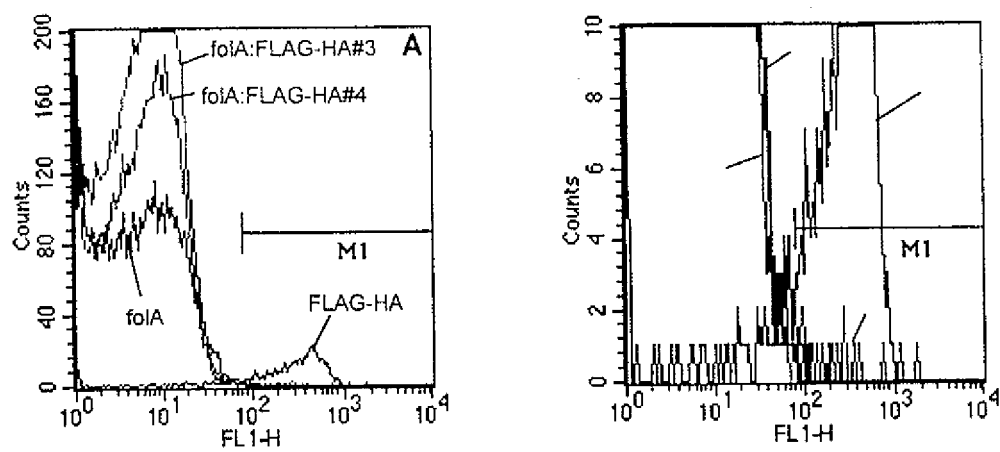 200
160
120
80
40
0
Counts
A
folA:FLAG-HA#3
folA:FLAG-HA#4
M1
FLAG-HA
folA
10^0 10^1 10^2 10^3 10^4
FL1-H
10
8
6
4
2
0
Counts
M1
10^0 10^1 10^2 10^3 10^4
FL1-H